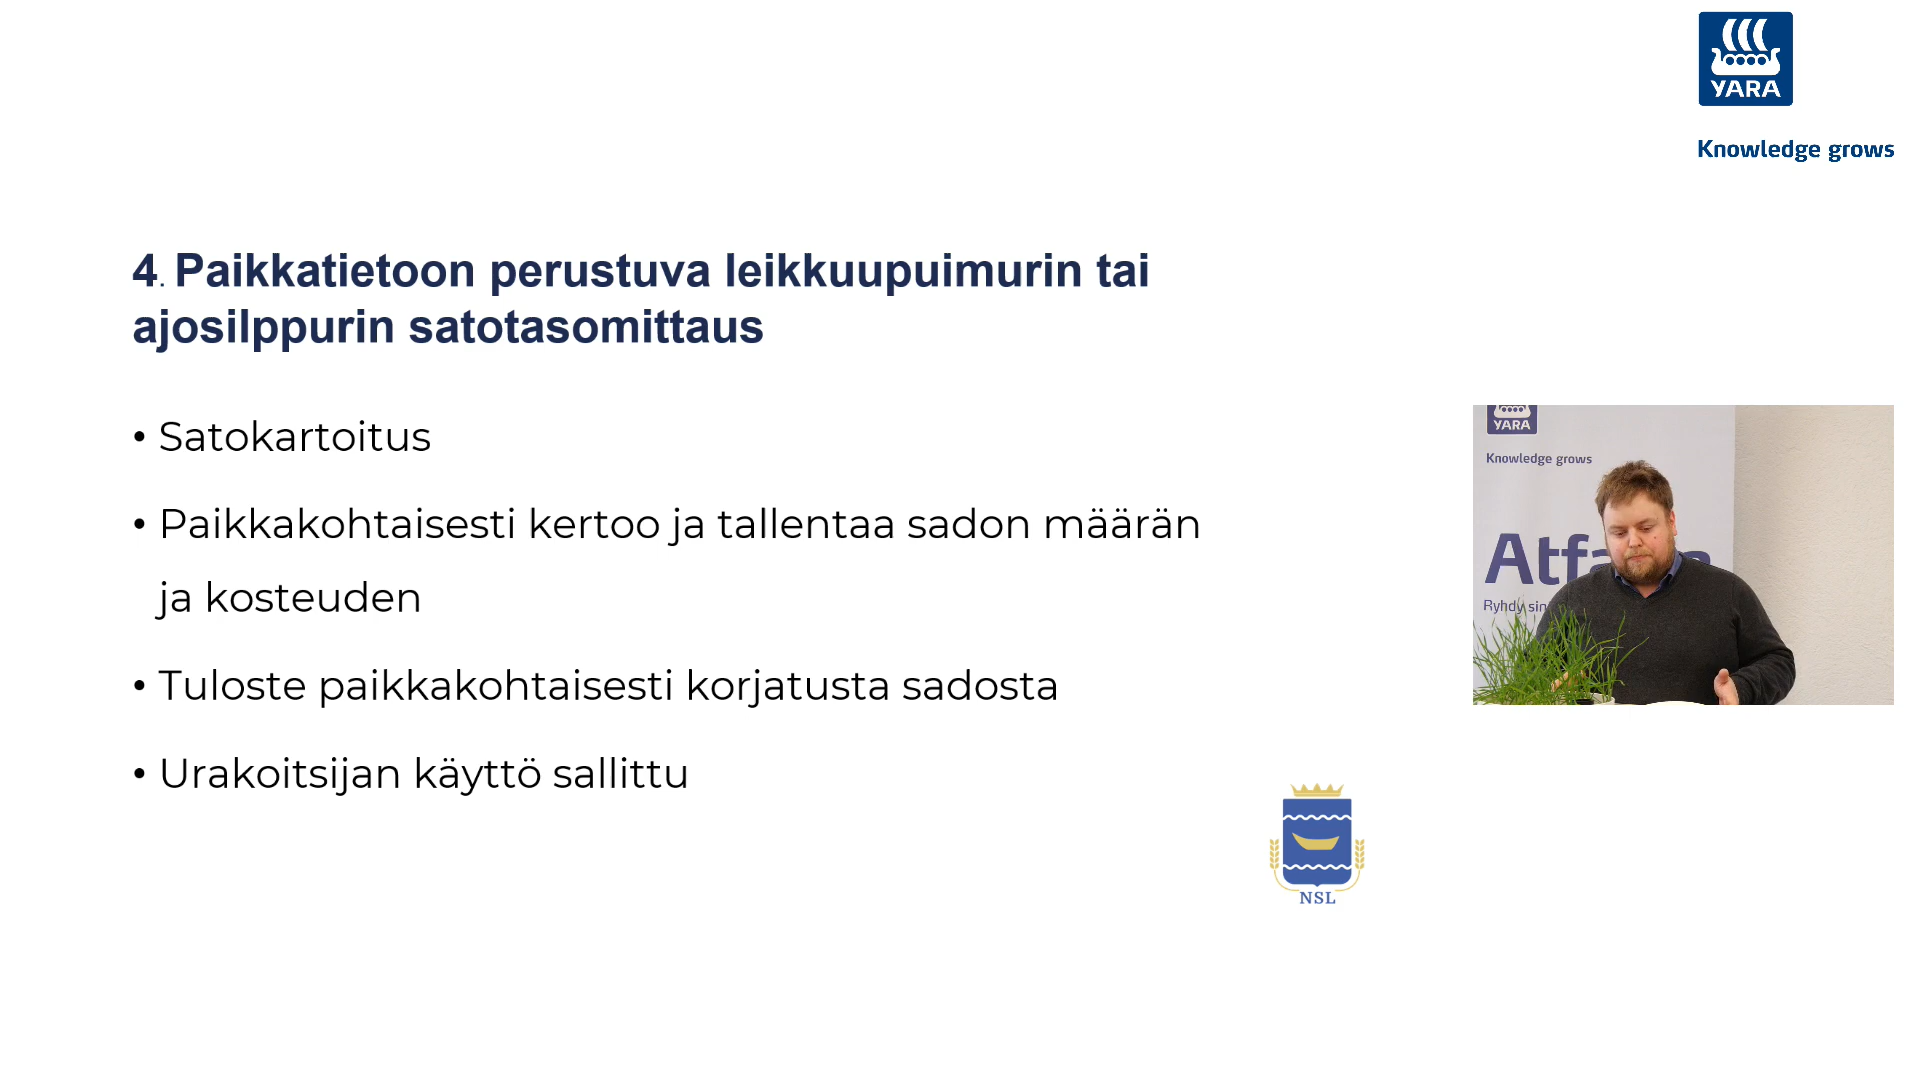 YARA
Knowledge grows
4. Paikkatietoon perustuva leikkuupuimurin tai
ajosilppurin satotasomittaus
• Satokartoitus
• Paikkakohtaisesti kertoo ja tallentaa sadon määrän
ja kosteuden
• Tuloste paikkakohtaisesti korjatusta sadosta
• Urakoitsijan käyttö sallittu
YARA
Knowledge grows
Ryhdy
NSL